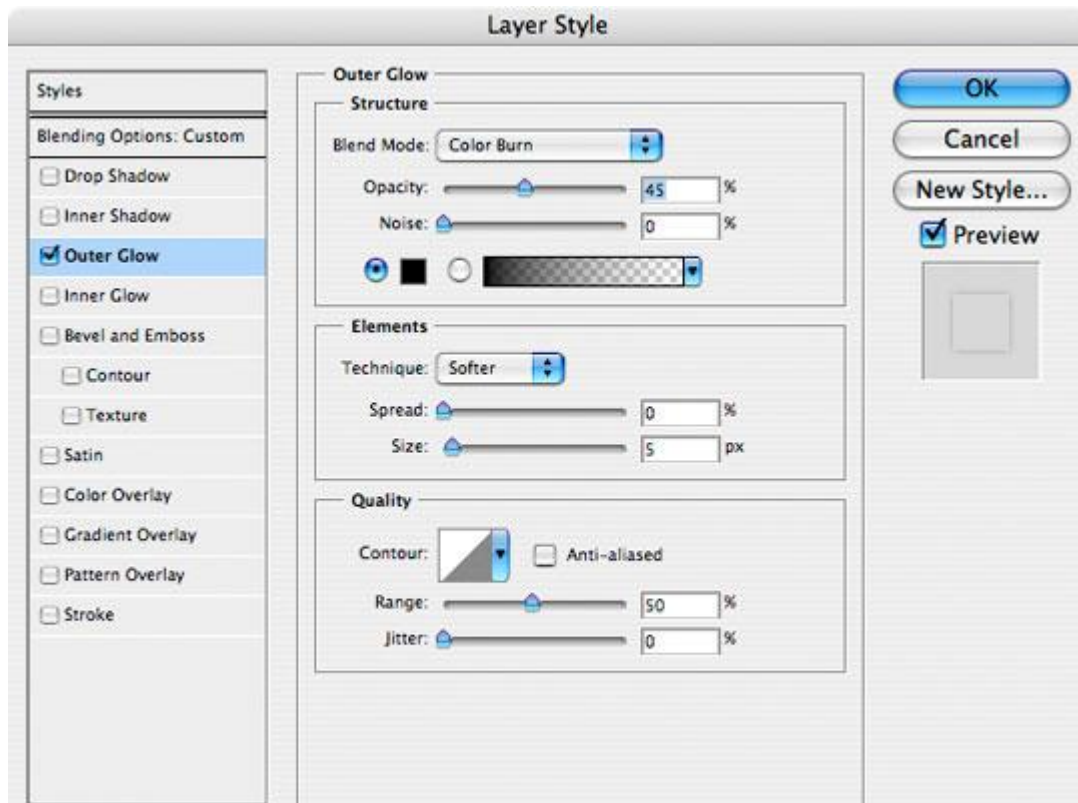 Layer Style
Styles
Blending Options: Custom
Drop Shadow
Inner Shadow
Outer Glow
Inner Glow
Bevel and Emboss
Contour
Texture
Satin
Color Overlay
Gradient Overlay
Pattern Overlay
Stroke
Outer Glow
Structure
Blend Mode: Color Burn
Opacity: 45 %
Noise: 0 %
Elements
Technique: Softer
Spread: 0 %
Size: 5 px
Quality
Contour: Anti-aliased
Range: 50 %
Jitter: 0 %
OK
Cancel
New Style...
Preview